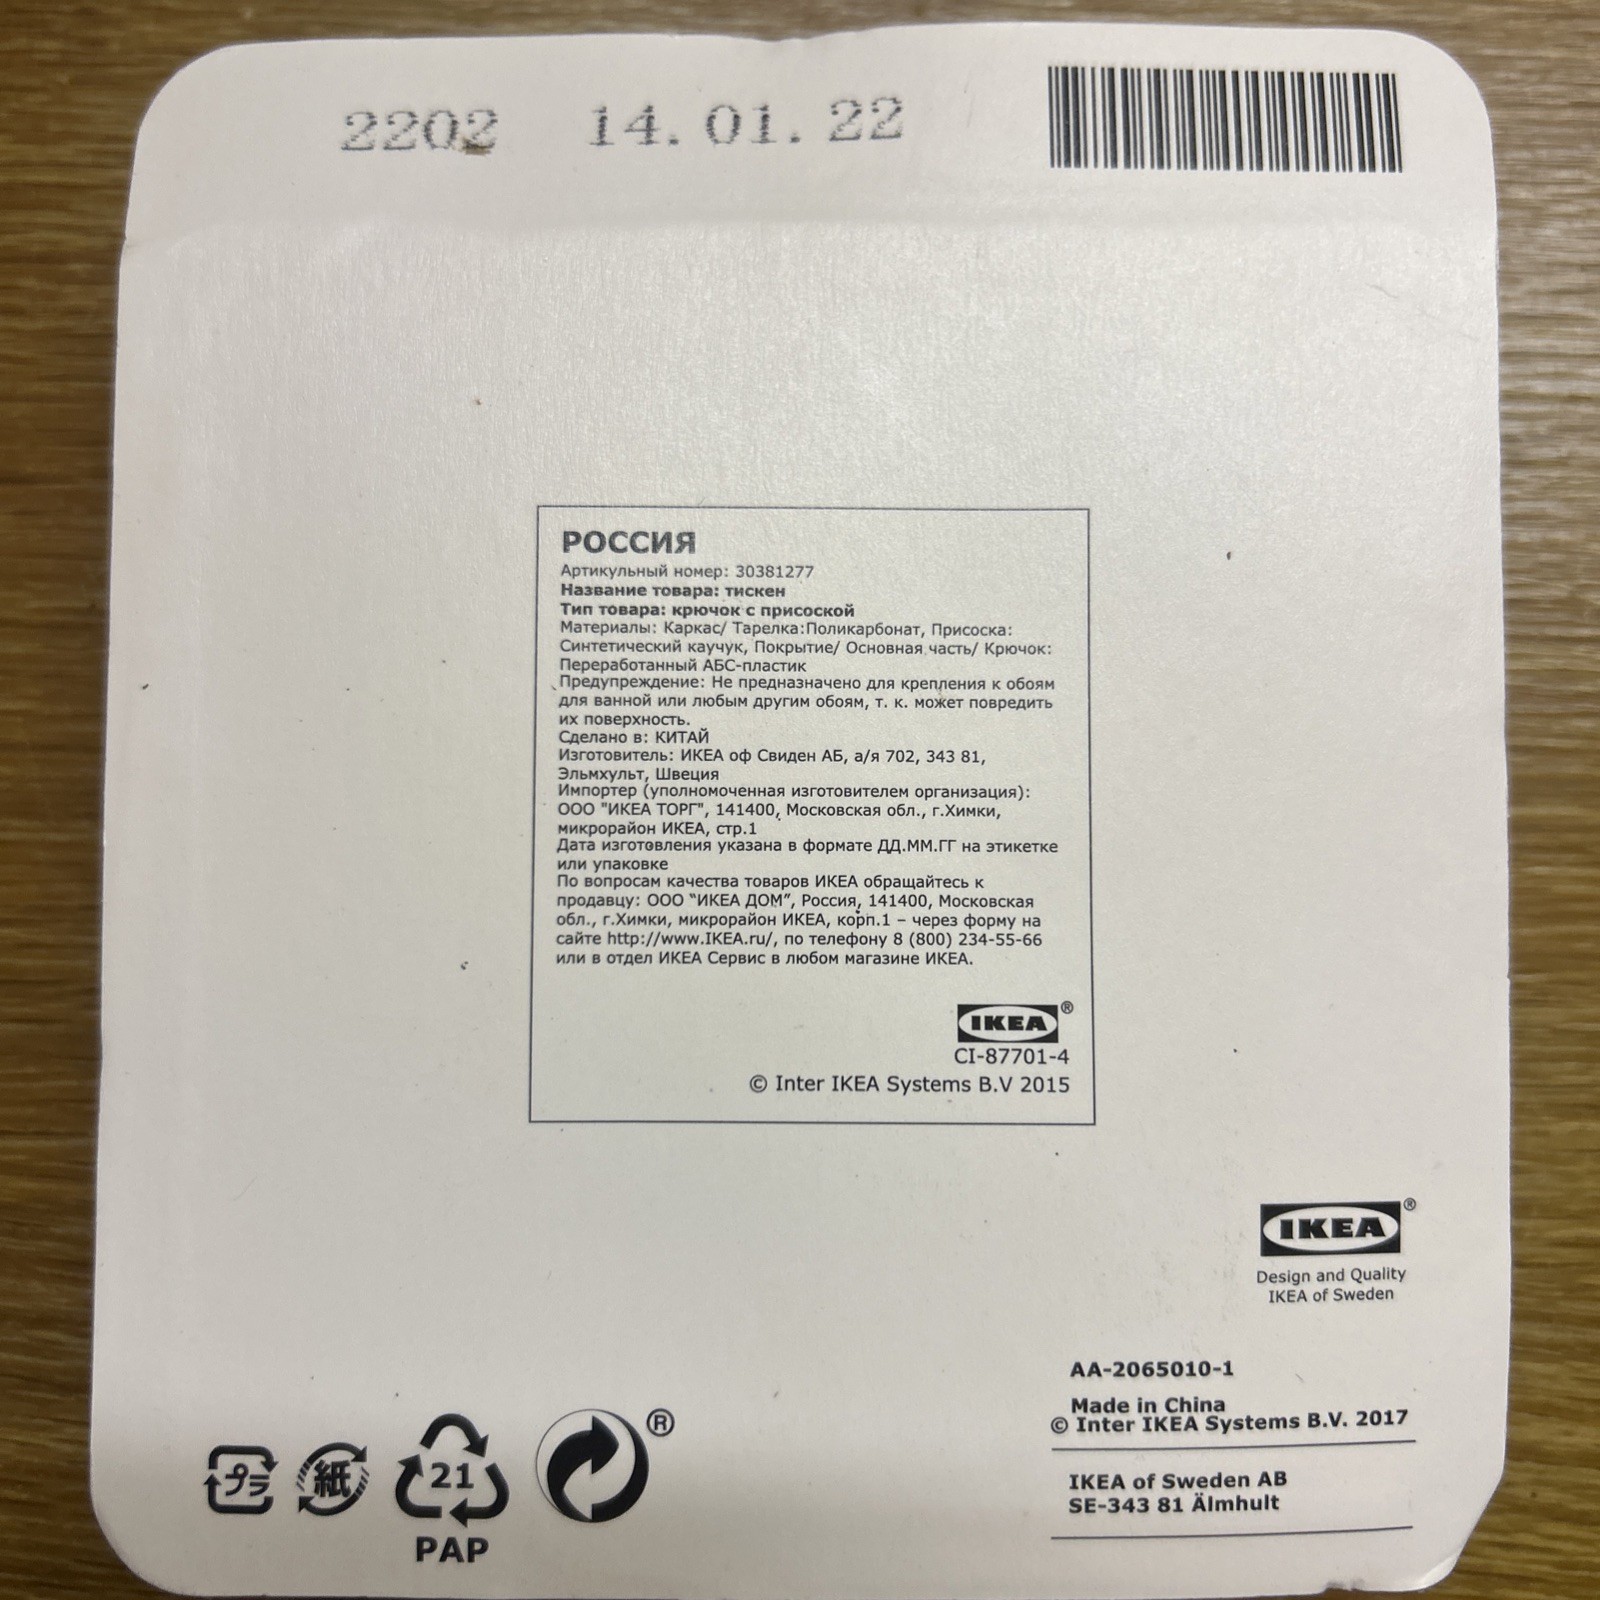 2202 14.01.22
РОССИЯ
Артикульный номер: 30381277
Название товара: тискен
Тип товара: крючок с присоской
Материалы: Каркас/ Тарелка:Поликарбонат, Присоска:
Синтетический каучук, Покрытие/ Основная часть/ Крючок:
Переработанный АБС-пластик
Предупреждение: Не предназначено для крепления к обоям
для ванной или любым другим обоям, т. к. может повредить
их поверхность.
Сделано в: КИТАЙ
Изготовитель: ИКЕА оф Свиден АБ, а/я 702, 343 81,
Эльмхульт, Швеция
Импортер (уполномоченная изготовителем организация):
ООО "ИКЕА ТОРГ", 141400, Московская обл., г.Химки,
микрорайон ИКЕА, стр.1
Дата изготовления указана в формате ДД.ММ.ГГ на этикетке
или упаковке
По вопросам качества товаров ИКЕА обращайтесь к
продавцу: ООО “ИКЕА ДОМ”, Россия, 141400, Московская
обл., г.Химки, микрорайон ИКЕА, корп.1 – через форму на
сайте http://www.IKEA.ru/, по телефону 8 (800) 234-55-66
или в отдел ИКЕА Сервис в любом магазине ИКЕА.
IKEA®
CI-87701-4
© Inter IKEA Systems B.V 2015
IKEA®
Design and Quality
IKEA of Sweden
AA-2065010-1
Made in China
© Inter IKEA Systems B.V. 2017
IKEA of Sweden AB
SE-343 81 Älmhult
プラ 紙 21 ®
PAP